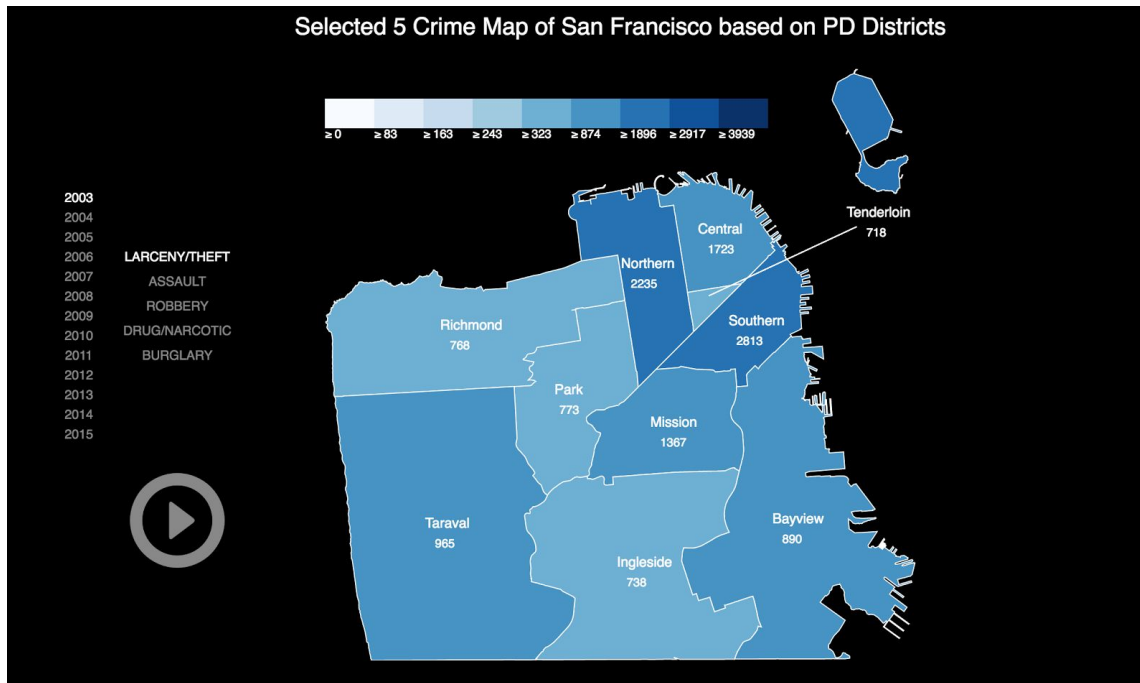 Selected 5 Crime Map of San Francisco based on PD Districts
≥ 0 ≥ 83 ≥ 163 ≥ 243 ≥ 323 ≥ 874 ≥ 1896 ≥ 2917 ≥ 3939
2003
2004
2005
2006
2007
2008
2009
2010
2011
2012
2013
2014
2015
LARCENY/THEFT
ASSAULT
ROBBERY
DRUG/NARCOTIC
BURGLARY
Tenderloin
718
Central
1723
Northern
2235
Southern
2813
Richmond
768
Park
773
Mission
1367
Taraval
965
Bayview
890
Ingleside
738